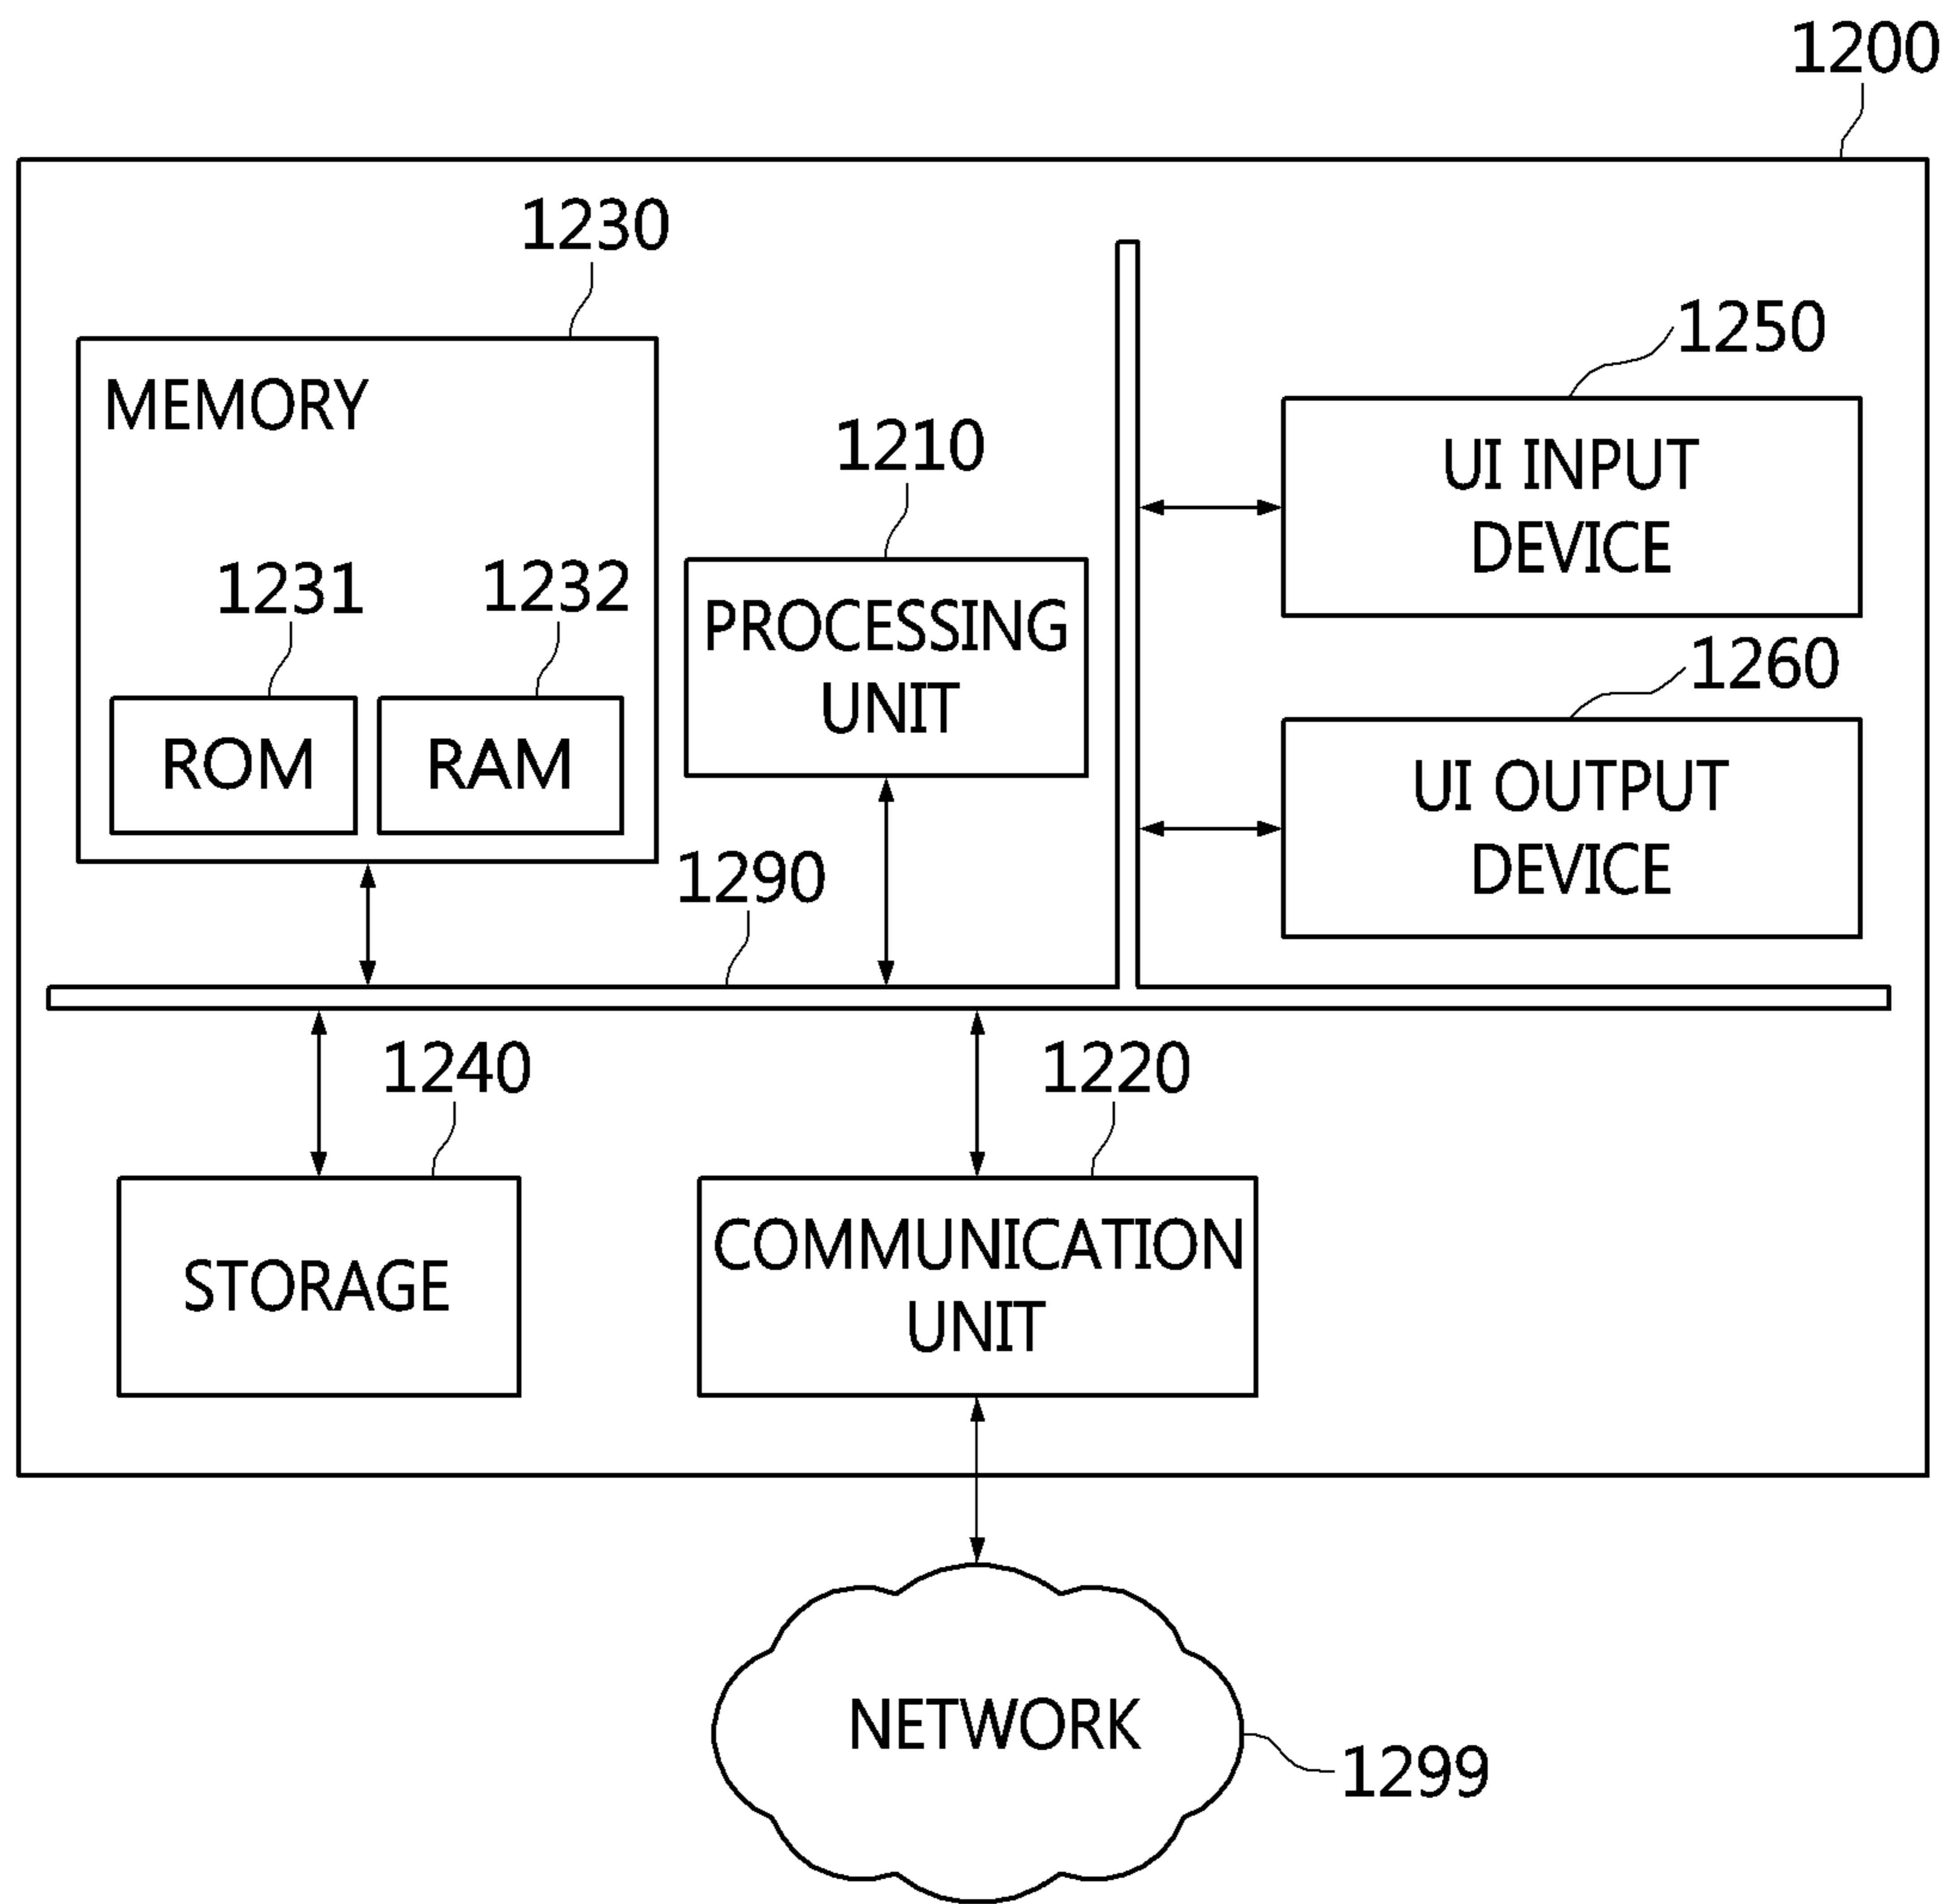 1200
1230
MEMORY
1231
1232
ROM
RAM
1210
PROCESSING
UNIT
1250
UI INPUT
DEVICE
1260
UI OUTPUT
DEVICE
1290
1240
STORAGE
1220
COMMUNICATION
UNIT
NETWORK
1299